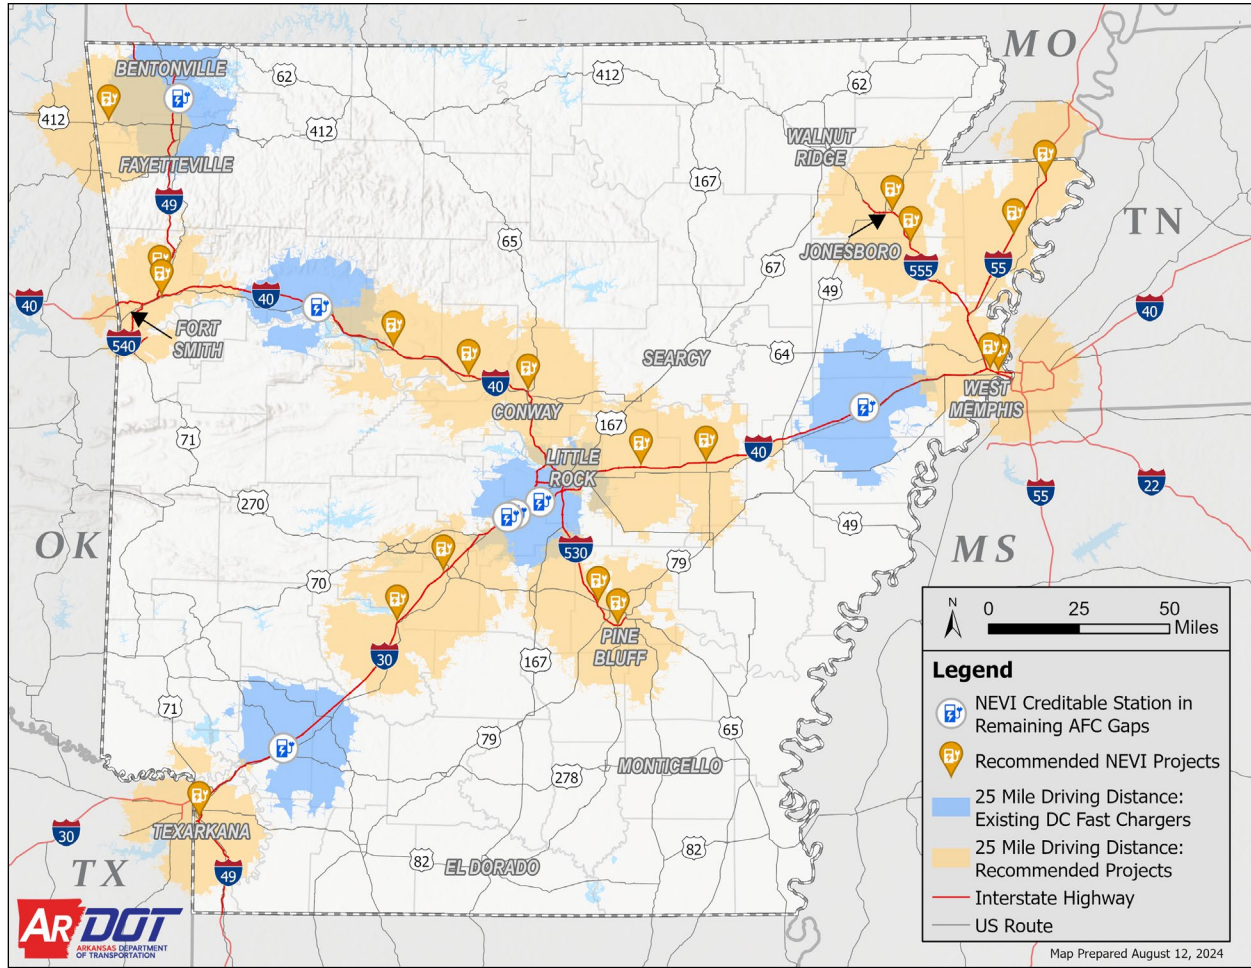 MO
BENTONVILLE
62
412
62
412
412
WALNUT
RIDGE
FAYETTEVILLE
167
49
TN
65
JONESBORO
67
555
55
40
40
49
40
FORT
SMITH
540
SEARCY
64
40
WEST
MEMPHIS
CONWAY
167
71
LITTLE
ROCK
40
55
22
270
49
OK
530
MS
79
70
PINE
BLUFF
30
167
71
65
79
MONTICELLO
278
TEXARKANA
30
82
82
EL DORADO
TX
49
N
0 25 50
Miles
Legend
NEVI Creditable Station in
Remaining AFC Gaps
Recommended NEVI Projects
25 Mile Driving Distance:
Existing DC Fast Chargers
25 Mile Driving Distance:
Recommended Projects
Interstate Highway
US Route
Map Prepared August 12, 2024
ARDOT
ARKANSAS DEPARTMENT
OF TRANSPORTATION